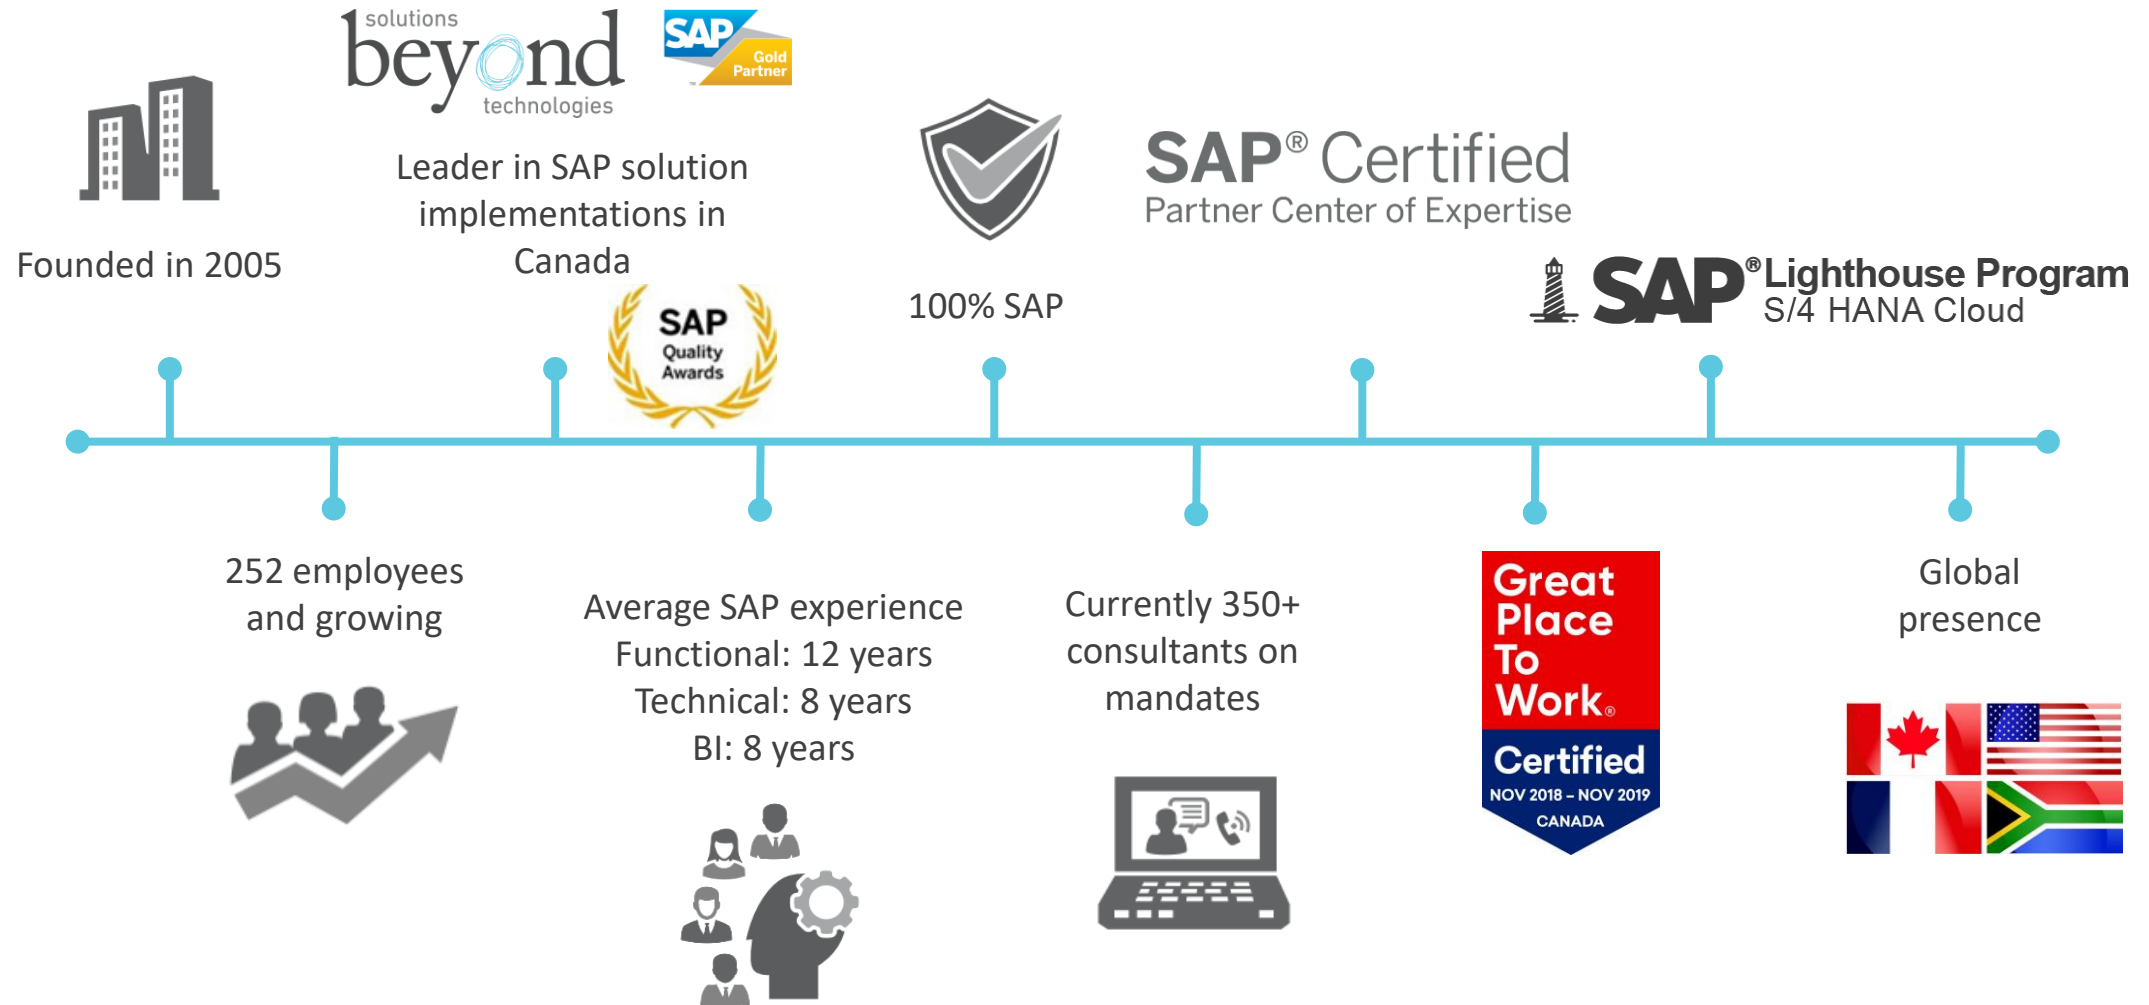 solutions
beyond
technologies
SAP
Gold
Partner
™
Leader in SAP solution
implementations in
Canada
Founded in 2005
SAP
Quality
Awards
100% SAP
SAP® Certified
Partner Center of Expertise
SAP® Lighthouse Program
S/4 HANA Cloud
252 employees
and growing
Average SAP experience
Functional: 12 years
Technical: 8 years
BI: 8 years
Currently 350+
consultants on
mandates
Great
Place
To
Work®
Certified
NOV 2018 – NOV 2019
CANADA
Global
presence